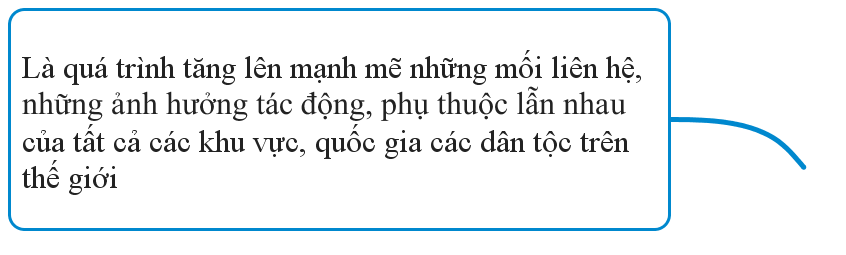 Là quá trình tăng lên mạnh mẽ những mối liên hệ,
những ảnh hưởng tác động, phụ thuộc lẫn nhau
của tất cả các khu vực, quốc gia các dân tộc trên
thế giới